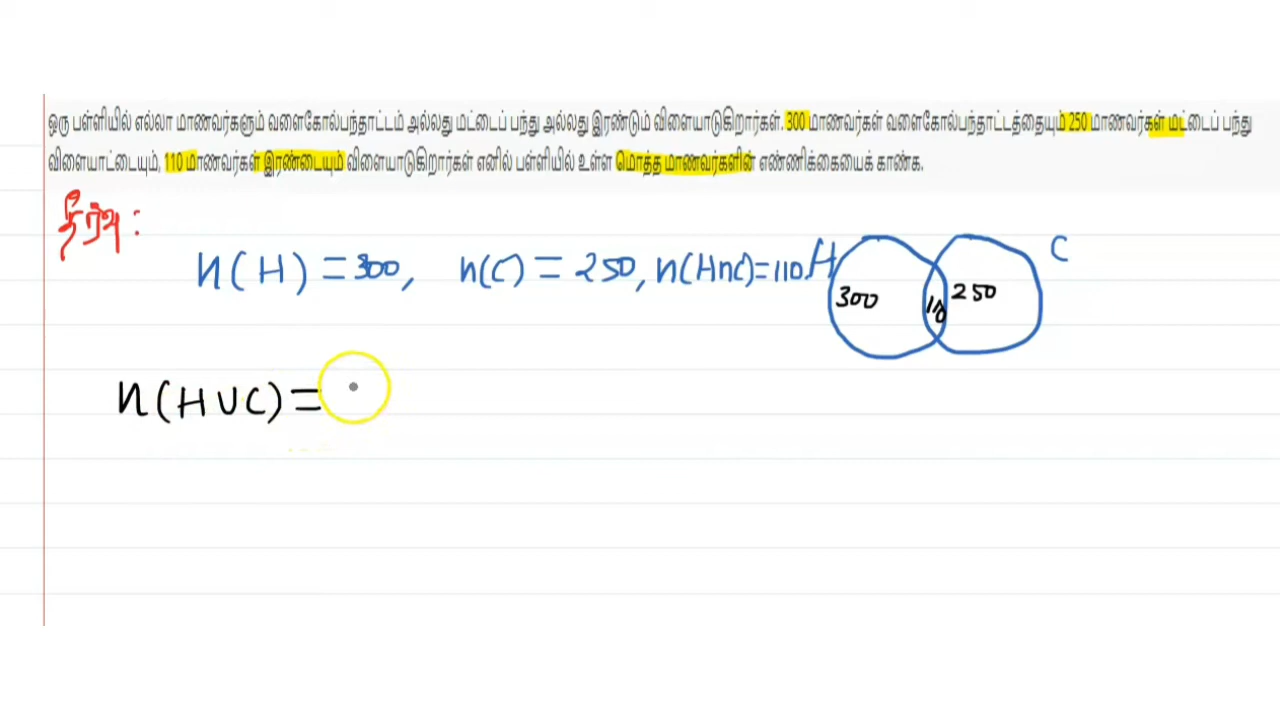 ஒரு பள்ளியில் எல்லா மாணவர்களும் வளைகோல்பந்தாட்டம் அல்லது மட்டைப் பந்து அல்லது இரண்டும் விளையாடுகிறார்கள். 300 மாணவர்கள் வளைகோல்பந்தாட்டத்தையும் 250 மாணவர்கள் மட்டைப் பந்து
விளையாட்டையும், 110 மாணவர்கள் இரண்டையும் விளையாடுகிறார்கள் எனில் பள்ளியில் உள்ள மொத்த மாணவர்களின் எண்ணிக்கையைக் காண்க.
தீர்வு :
n(H) = 300, n(C) = 250, n(H∩C)=110.
H C
300 110 250
n(H∪C) =